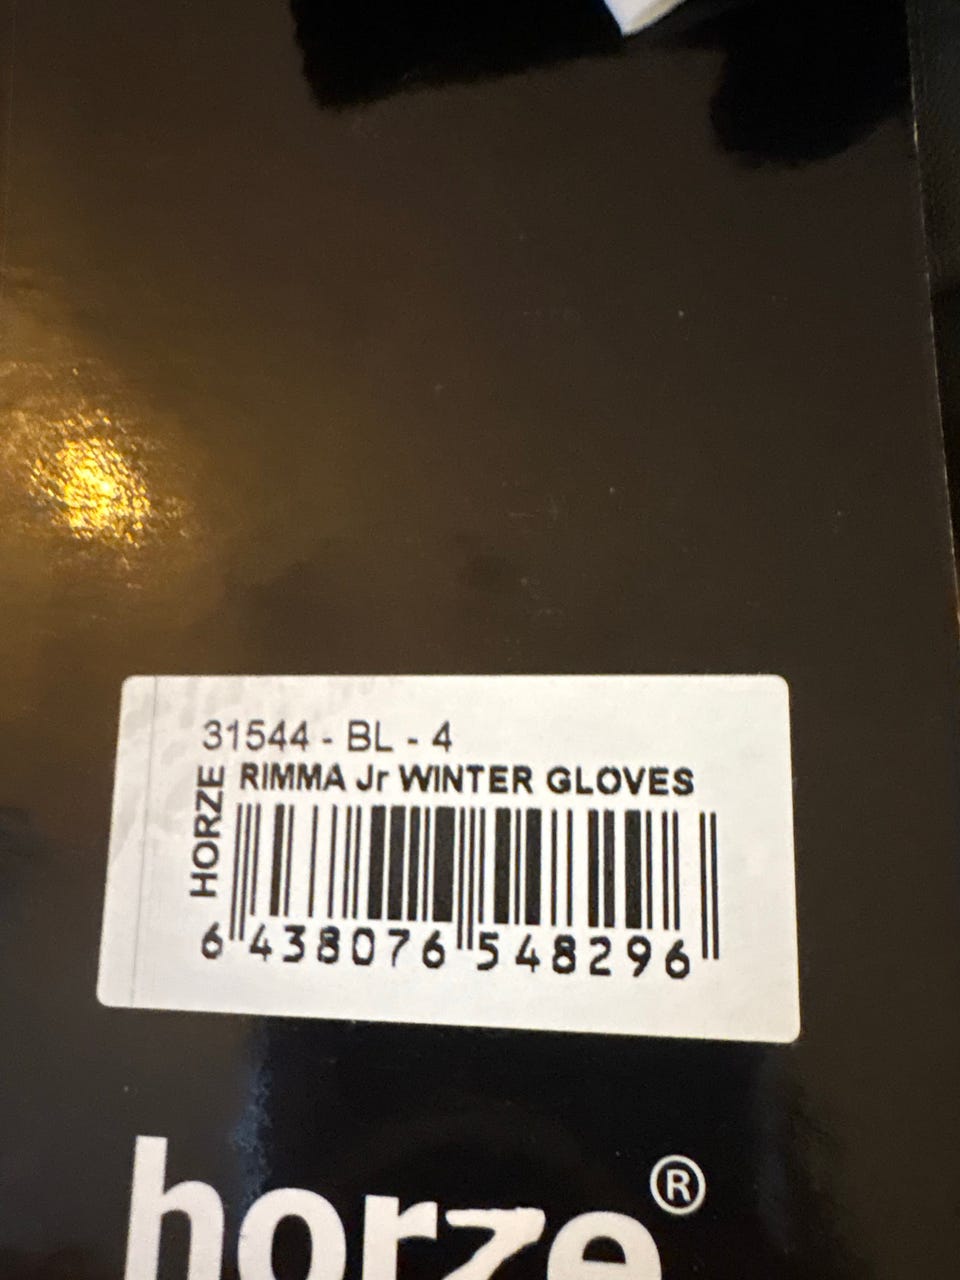 31544 - BL - 4
RIMMA Jr WINTER GLOVES
HORZE
6 438076 548296
horze®